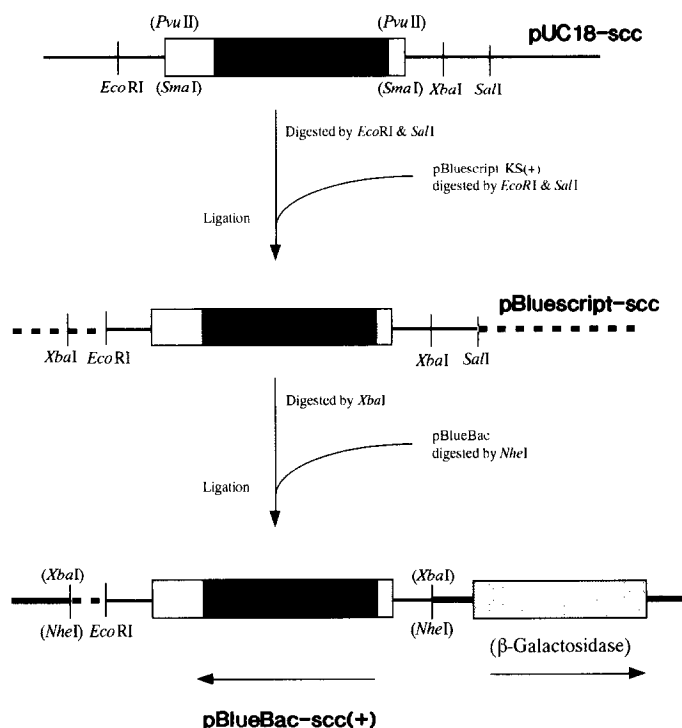 (PvuII) (PvuII) pUC18-scc
EcoRI (SmaI) (SmaI) XbaI SalI
Digested by EcoRI & SalI
pBluescript KS(+)
digested by EcoRI & SalI
Ligation
pBluescript-scc
XbaI EcoRI XbaI SalI
Digested by XbaI
pBlueBac
digested by NheI
Ligation
(XbaI) (XbaI)
(NheI) EcoRI (NheI)
(β-Galactosidase)
pBlueBac-scc(+)